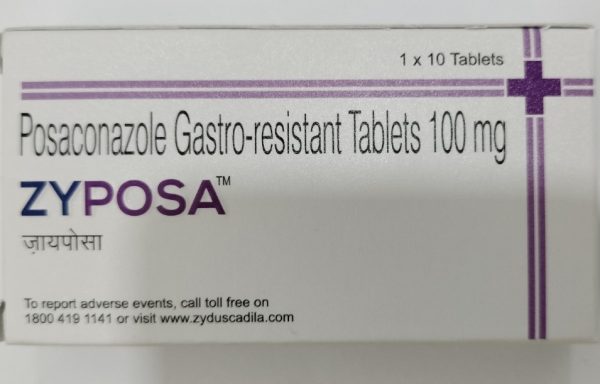 1 x 10 Tablets
Posaconazole Gastro-resistant Tablets 100 mg
ZYPOSA™
ज़ायपोसा
To report adverse events, call toll free on
1800 419 1141 or visit www.zyduscadila.com